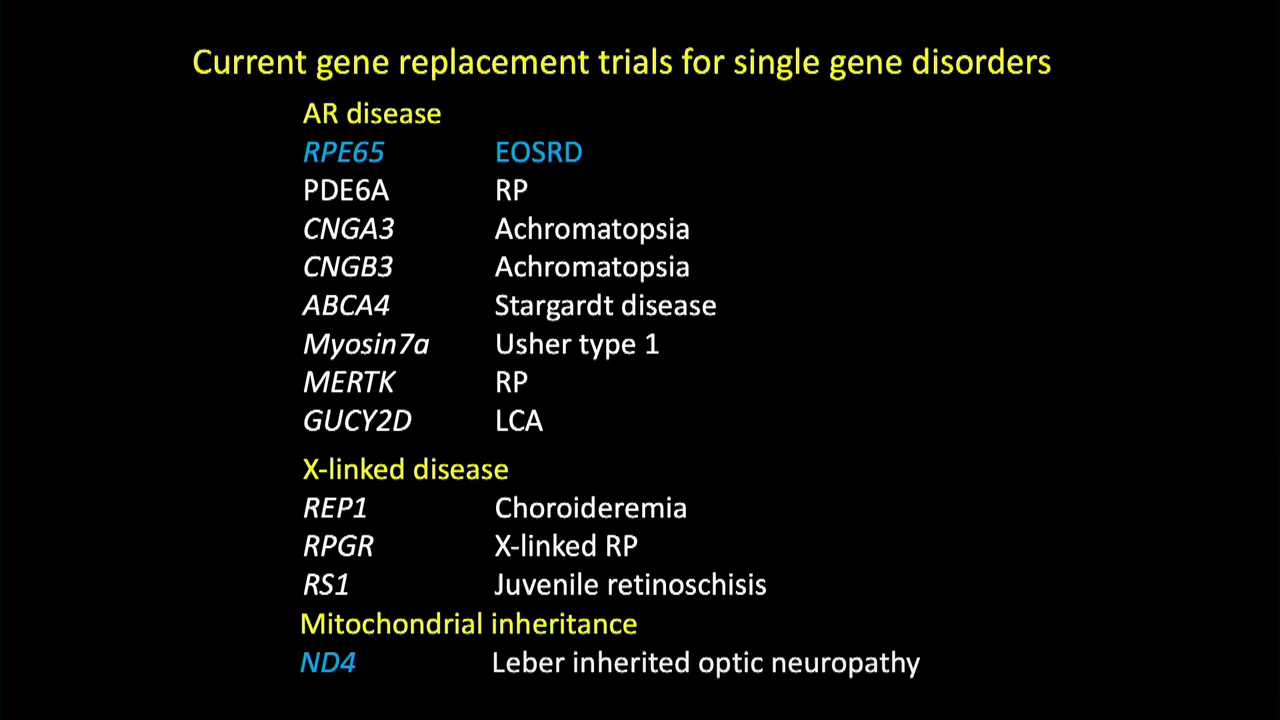 Current gene replacement trials for single gene disorders
AR disease
RPE65 EOSRD
PDE6A RP
CNGA3 Achromatopsia
CNGB3 Achromatopsia
ABCA4 Stargardt disease
Myosin7a Usher type 1
MERTK RP
GUCY2D LCA
X-linked disease
REP1 Choroideremia
RPGR X-linked RP
RS1 Juvenile retinoschisis
Mitochondrial inheritance
ND4 Leber inherited optic neuropathy